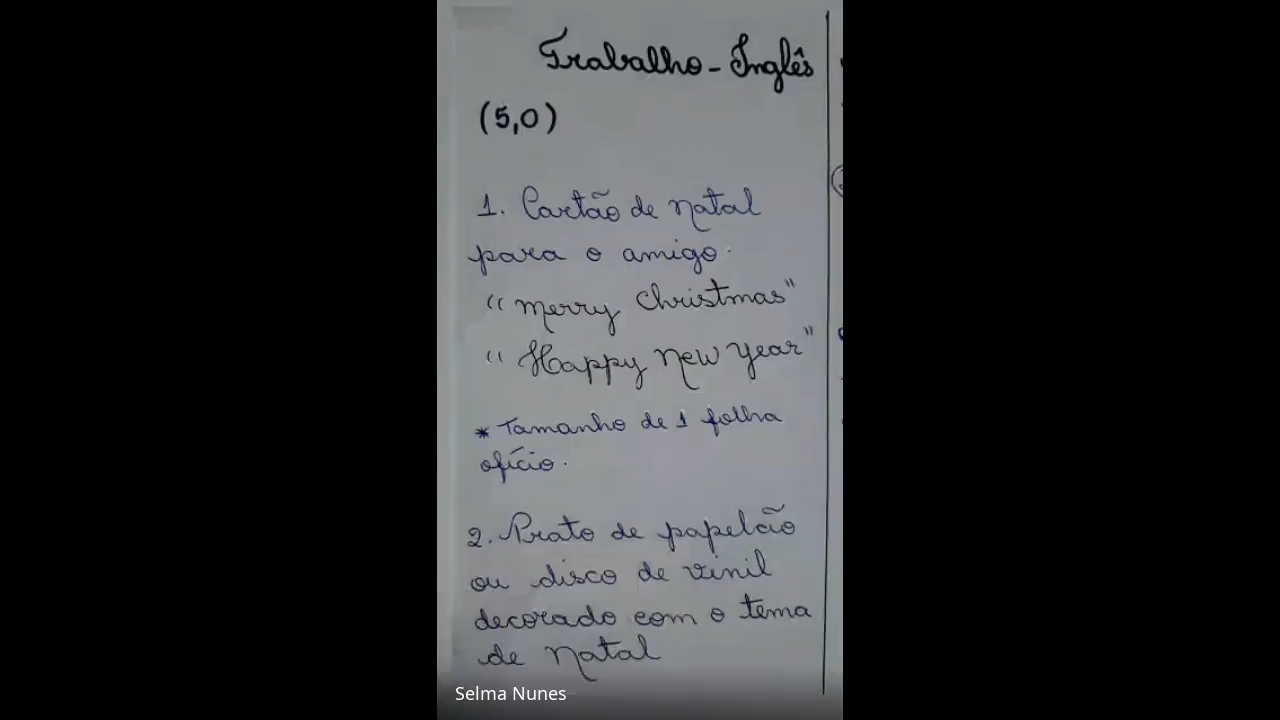 Trabalho - Inglês
(5,0)
1. Cartão de natal
para o amigo.
"Merry Christmas"
"Happy New Year"
* Tamanho de 1 folha
ofício.
2. Prato de papelão
ou disco de vinil
decorado com o tema
de natal
Selma Nunes